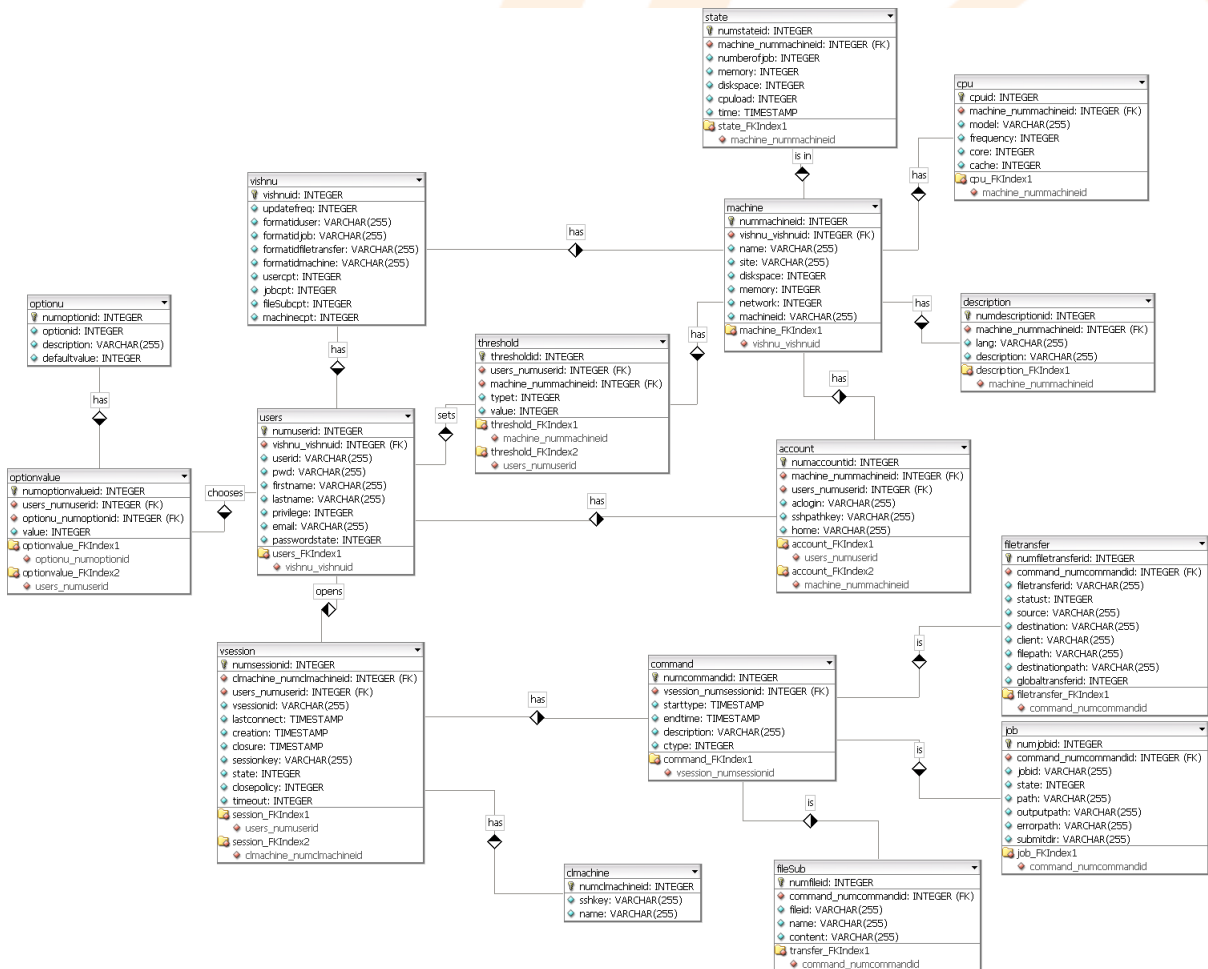 state
numstateid: INTEGER
machine_nummachineid: INTEGER (FK)
numberofjob: INTEGER
memory: INTEGER
diskspace: INTEGER
cpuload: INTEGER
time: TIMESTAMP
state_FKIndex1
machine_nummachineid
is in
cpu
cpuid: INTEGER
machine_nummachineid: INTEGER (FK)
model: VARCHAR(255)
frequency: INTEGER
core: INTEGER
cache: INTEGER
cpu_FKIndex1
machine_nummachineid
has
vishnu
vishnuid: INTEGER
updatefreq: INTEGER
formatiduser: VARCHAR(255)
formatidjob: VARCHAR(255)
formatidfiletransfer: VARCHAR(255)
formatidmachine: VARCHAR(255)
usercpt: INTEGER
jobcpt: INTEGER
fileSubcpt: INTEGER
machinecpt: INTEGER
has
machine
nummachineid: INTEGER
vishnu_vishnuid: INTEGER (FK)
name: VARCHAR(255)
site: VARCHAR(255)
diskspace: INTEGER
memory: INTEGER
network: INTEGER
machineid: VARCHAR(255)
machine_FKIndex1
vishnu_vishnuid
has
description
numdescriptionid: INTEGER
machine_nummachineid: INTEGER (FK)
lang: VARCHAR(255)
description: VARCHAR(255)
description_FKIndex1
machine_nummachineid
optionu
numoptionid: INTEGER
optionid: INTEGER
description: VARCHAR(255)
defaultvalue: INTEGER
has
has
threshold
thresholdid: INTEGER
users_numuserid: INTEGER (FK)
machine_nummachineid: INTEGER (FK)
typet: INTEGER
value: INTEGER
threshold_FKIndex1
machine_nummachineid
threshold_FKIndex2
users_numuserid
has
has
sets
users
numuserid: INTEGER
vishnu_vishnuid: INTEGER (FK)
userid: VARCHAR(255)
pwd: VARCHAR(255)
firstname: VARCHAR(255)
lastname: VARCHAR(255)
privilege: INTEGER
email: VARCHAR(255)
passwordstate: INTEGER
users_FKIndex1
vishnu_vishnuid
account
numaccountid: INTEGER
machine_nummachineid: INTEGER (FK)
users_numuserid: INTEGER (FK)
aclogin: VARCHAR(255)
sshpathkey: VARCHAR(255)
home: VARCHAR(255)
account_FKIndex1
users_numuserid
account_FKIndex2
machine_nummachineid
has
optionvalue
numoptionvalueid: INTEGER
users_numuserid: INTEGER (FK)
optionu_numoptionid: INTEGER (FK)
value: INTEGER
optionvalue_FKIndex1
optionu_numoptionid
optionvalue_FKIndex2
users_numuserid
chooses
opens
filetransfer
numfiletransferid: INTEGER
command_numcommandid: INTEGER (FK)
filetransferid: VARCHAR(255)
statust: INTEGER
source: VARCHAR(255)
destination: VARCHAR(255)
client: VARCHAR(255)
filepath: VARCHAR(255)
destinationpath: VARCHAR(255)
globaltransferid: INTEGER
filetransfer_FKIndex1
command_numcommandid
is
vsession
numsessionid: INTEGER
clmachine_numclmachineid: INTEGER (FK)
users_numuserid: INTEGER (FK)
vsessionid: VARCHAR(255)
lastconnect: TIMESTAMP
creation: TIMESTAMP
closure: TIMESTAMP
sessionkey: VARCHAR(255)
state: INTEGER
closepolicy: INTEGER
timeout: INTEGER
session_FKIndex1
users_numuserid
session_FKIndex2
clmachine_numclmachineid
has
command
numcommandid: INTEGER
vsession_numsessionid: INTEGER (FK)
starttype: TIMESTAMP
endtime: TIMESTAMP
description: VARCHAR(255)
ctype: INTEGER
command_FKIndex1
vsession_numsessionid
is
job
numjobid: INTEGER
command_numcommandid: INTEGER (FK)
jobid: VARCHAR(255)
state: INTEGER
path: VARCHAR(255)
outputpath: VARCHAR(255)
errorpath: VARCHAR(255)
submitdir: VARCHAR(255)
job_FKIndex1
command_numcommandid
has
is
clmachine
numclmachineid: INTEGER
sshkey: VARCHAR(255)
name: VARCHAR(255)
fileSub
numfileid: INTEGER
command_numcommandid: INTEGER (FK)
fileid: VARCHAR(255)
name: VARCHAR(255)
content: VARCHAR(255)
transfer_FKIndex1
command_numcommandid